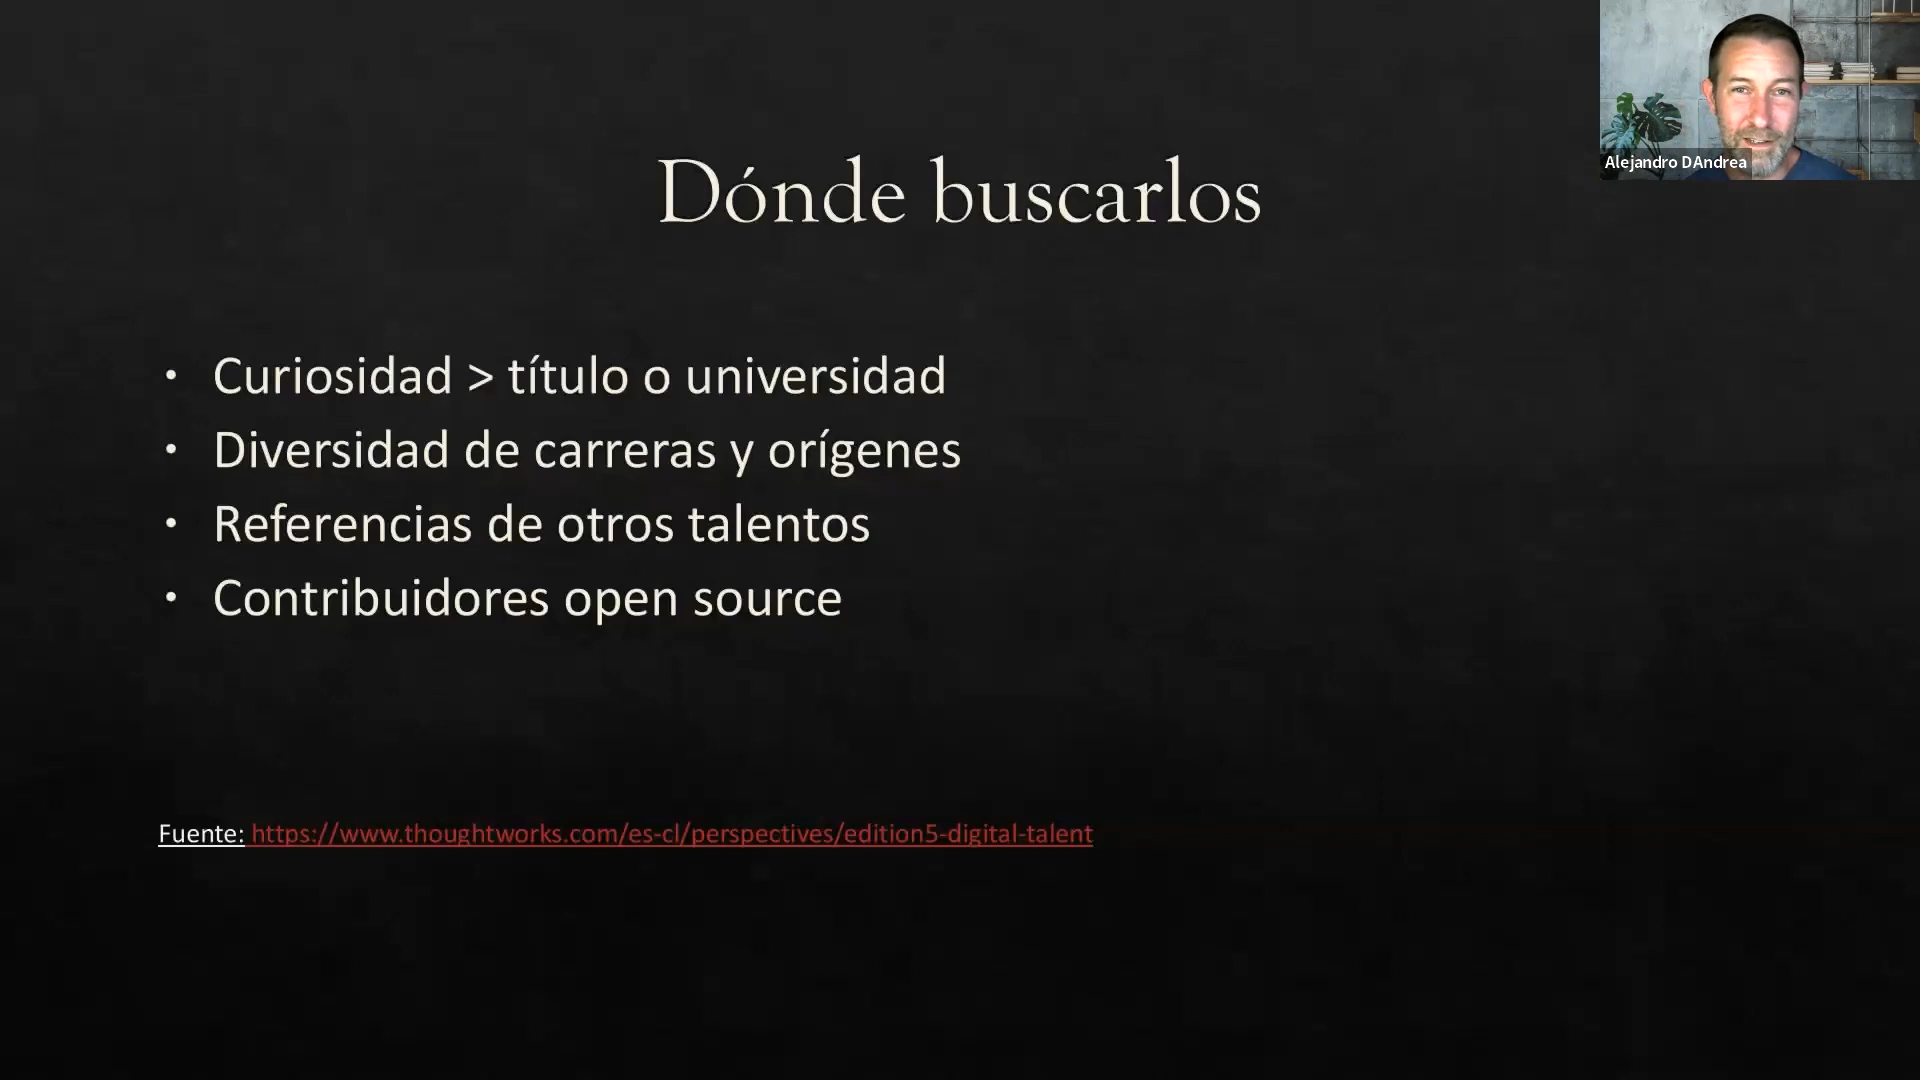 Alejandro DAndrea
Dónde buscarlos
• Curiosidad > título o universidad
• Diversidad de carreras y orígenes
• Referencias de otros talentos
• Contribuidores open source
Fuente: https://www.thoughtworks.com/es-cl/perspectives/edition5-digital-talent